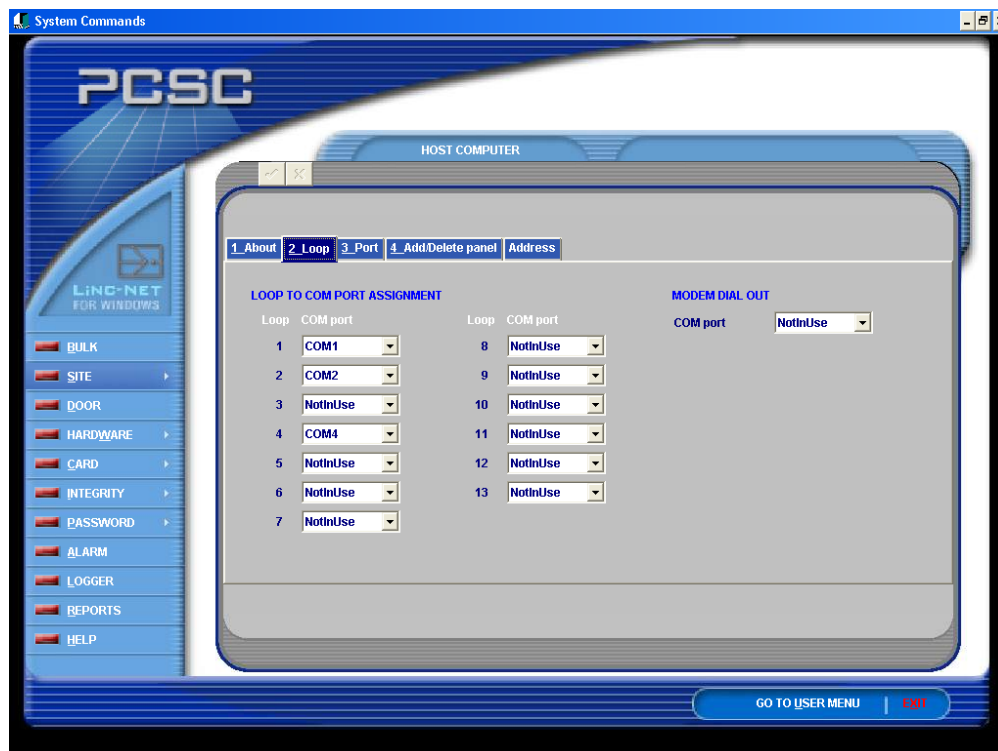 System Commands
PCSC
HOST COMPUTER
1_About 2_Loop 3_Port 4_Add/Delete panel Address
LiNC-NET
FOR WINDOWS
BULK
SITE
DOOR
HARDWARE
CARD
INTEGRITY
PASSWORD
ALARM
LOGGER
REPORTS
HELP
LOOP TO COM PORT ASSIGNMENT
Loop COM port Loop COM port
1 COM1 8 NotInUse
2 COM2 9 NotInUse
3 NotInUse 10 NotInUse
4 COM4 11 NotInUse
5 NotInUse 12 NotInUse
6 NotInUse 13 NotInUse
7 NotInUse
MODEM DIAL OUT
COM port NotInUse
GO TO USER MENU | EXIT